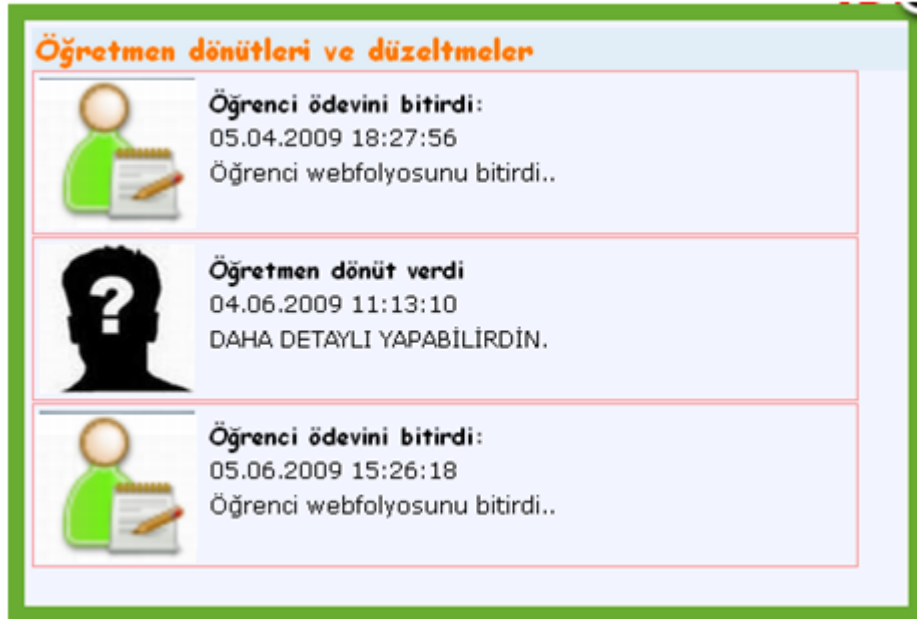 Öğretmen dönütleri ve düzeltmeler
Öğrenci ödevini bitirdi:
05.04.2009 18:27:56
Öğrenci webfolyosunu bitirdi..
Öğretmen dönüt verdi
04.06.2009 11:13:10
DAHA DETAYLI YAPABİLİRDİN.
Öğrenci ödevini bitirdi:
05.06.2009 15:26:18
Öğrenci webfolyosunu bitirdi..